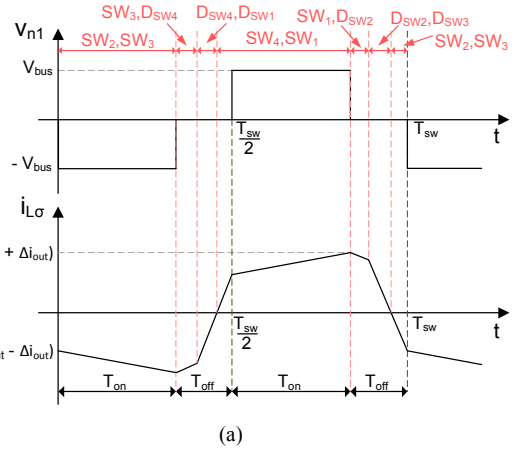 SW3,DSW4 DSW4,DSW1 SW1,DSW2 DSW2,DSW3
vn1 SW2,SW3 SW4,SW1 SW2,SW3
Vbus
Tsw/2 Tsw t
- Vbus
iLσ
+ Δiout)
Tsw/2 Tsw t
- Δiout)
Ton Toff Ton Toff
(a)